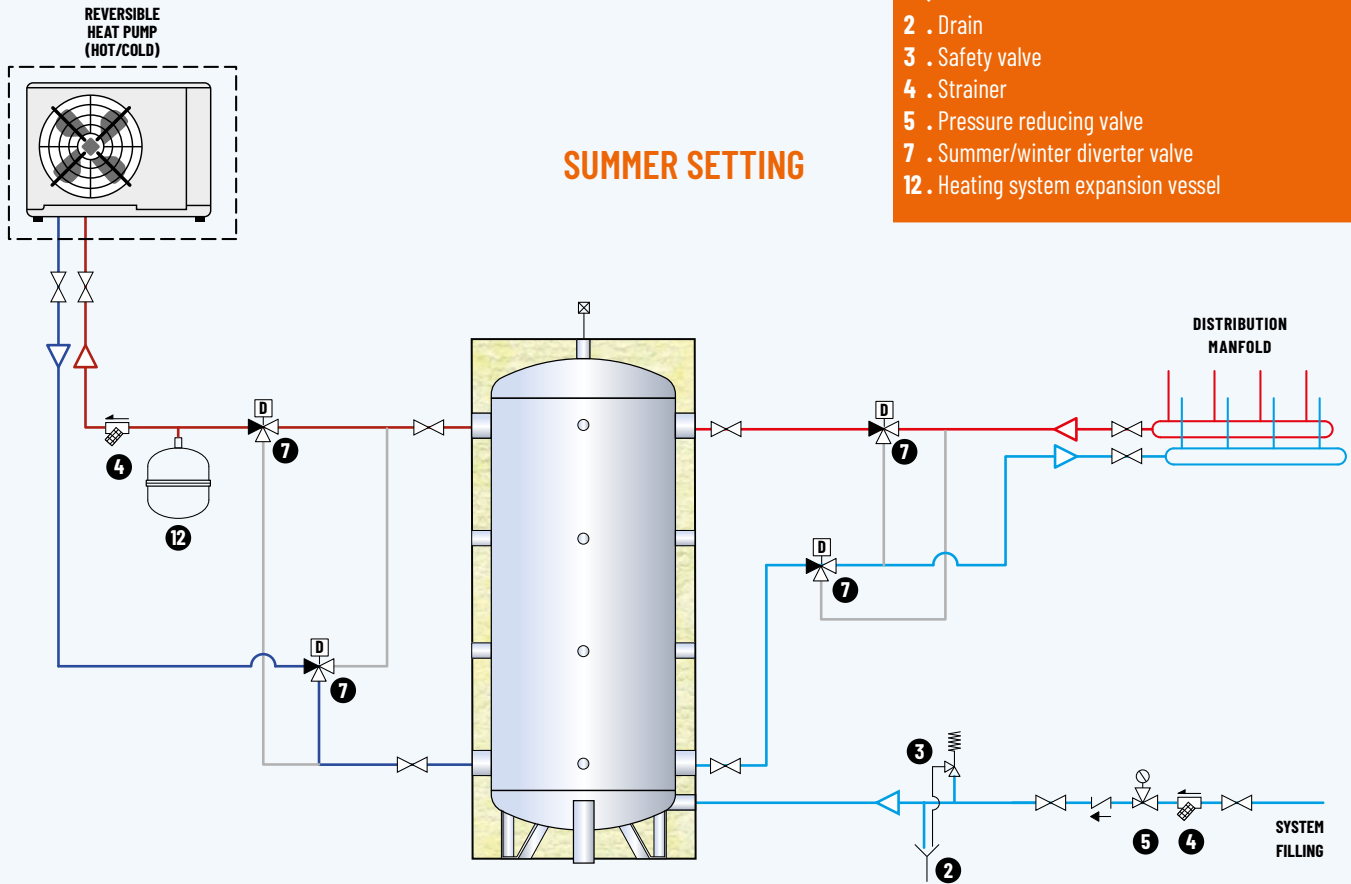 REVERSIBLE
HEAT PUMP
(HOT/COLD)
2 . Drain
3 . Safety valve
4 . Strainer
5 . Pressure reducing valve
7 . Summer/winter diverter valve
12 . Heating system expansion vessel
SUMMER SETTING
DISTRIBUTION
MANFOLD
D
7
4
12
D
7
D
7
D
7
3
5
4
2
SYSTEM
FILLING